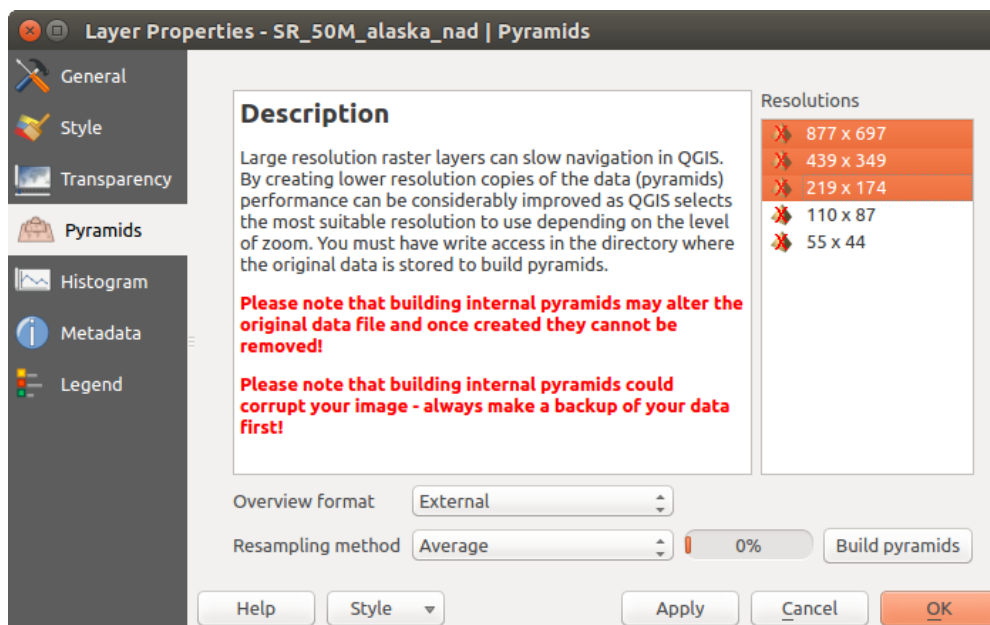 Layer Properties - SR_50M_alaska_nad | Pyramids
General
Style
Transparency
Pyramids
Histogram
Metadata
Legend
Description
Large resolution raster layers can slow navigation in QGIS.
By creating lower resolution copies of the data (pyramids)
performance can be considerably improved as QGIS selects
the most suitable resolution to use depending on the level
of zoom. You must have write access in the directory where
the original data is stored to build pyramids.
Please note that building internal pyramids may alter the
original data file and once created they cannot be
removed!
Please note that building internal pyramids could
corrupt your image - always make a backup of your data
first!
Resolutions
877 x 697
439 x 349
219 x 174
110 x 87
55 x 44
Overview format External
Resampling method Average 0% Build pyramids
Help Style Apply Cancel OK